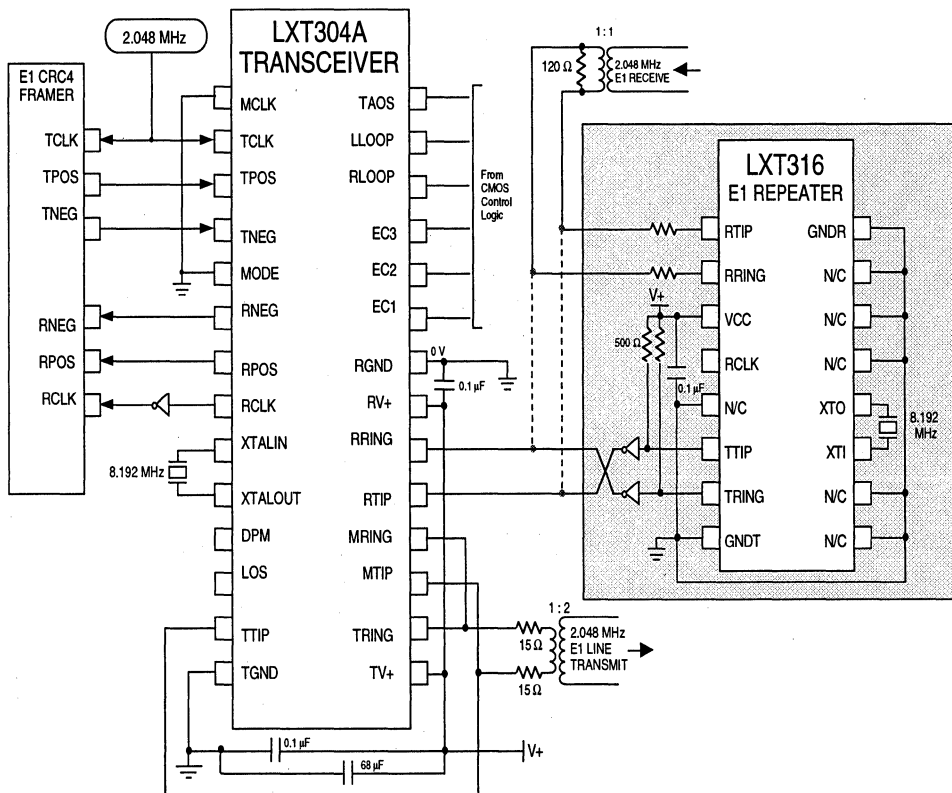 2.048 MHz
E1 CRC4
FRAMER
TCLK
TPOS
TNEG
RNEG
RPOS
RCLK
8.192 MHz
LXT304A
TRANSCEIVER
MCLK
TCLK
TPOS
TNEG
MODE
RNEG
RPOS
RCLK
XTALIN
XTALOUT
DPM
LOS
TTIP
TGND
TAOS
LLOOP
RLOOP
EC3
EC2
EC1
RGND
RV+
RRING
RTIP
MRING
MTIP
TRING
TV+
From
CMOS
Control
Logic
0 V
0.1 µF
0.1 µF
68 µF
V+
1:1
120 Ω
2.048 MHz
E1 RECEIVE
1:2
15 Ω
15 Ω
2.048 MHz
E1 LINE
TRANSMIT
V+
500 Ω
0.1 µF
LXT316
E1 REPEATER
RTIP
RRING
VCC
RCLK
N/C
TTIP
TRING
GNDT
GNDR
N/C
N/C
N/C
XTO
XTI
N/C
N/C
8.192
MHz